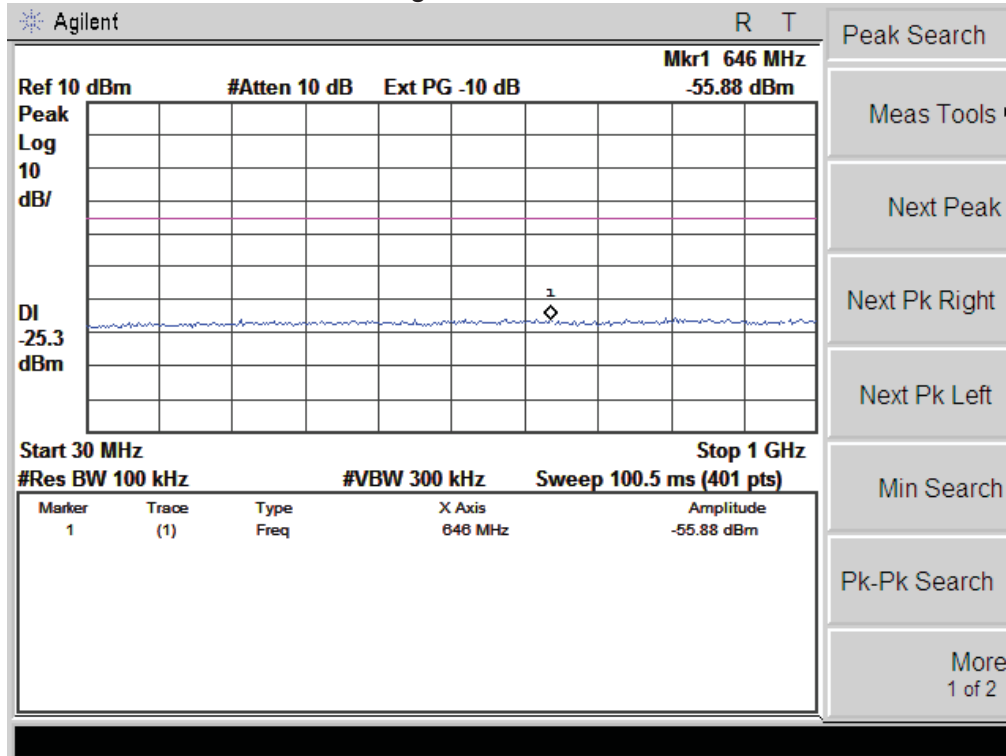 Agilent R T
Peak Search
Mkr1 646 MHz
Ref 10 dBm #Atten 10 dB Ext PG -10 dB -55.88 dBm
Peak
Log
10
dB/
1
DI
-25.3
dBm
Start 30 MHz Stop 1 GHz
#Res BW 100 kHz #VBW 300 kHz Sweep 100.5 ms (401 pts)
Marker Trace Type X Axis Amplitude
1 (1) Freq 646 MHz -55.88 dBm
Meas Tools
Next Peak
Next Pk Right
Next Pk Left
Min Search
Pk-Pk Search
More
1 of 2